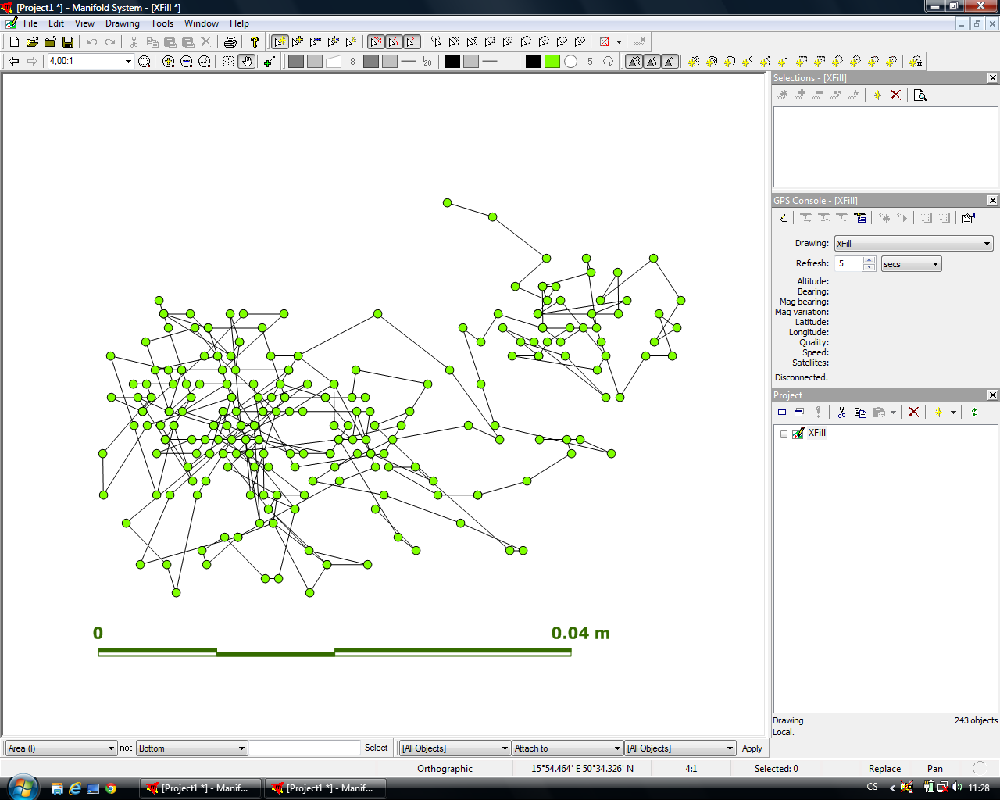 [Project1 *] - Manifold System - [XFill *]
File Edit View Drawing Tools Window Help
4,00:1 8 1/20 1 5
Selections - [XFill]
GPS Console - [XFill]
Drawing: XFill
Refresh: 5 secs
Altitude:
Bearing:
Mag bearing:
Mag variation:
Latitude:
Longitude:
Quality:
Speed:
Satellites:
Disconnected.
Project
XFill
0 0.04 m
Drawing 243 objects
Local.
Area (I) not Bottom Select [All Objects] Attach to [All Objects] Apply
Orthographic 15°54.464' E 50°34.326' N 4:1 Selected: 0 Replace Pan
[Project1 *] - Manif... [Project1 *] - Manif... CS 11:28